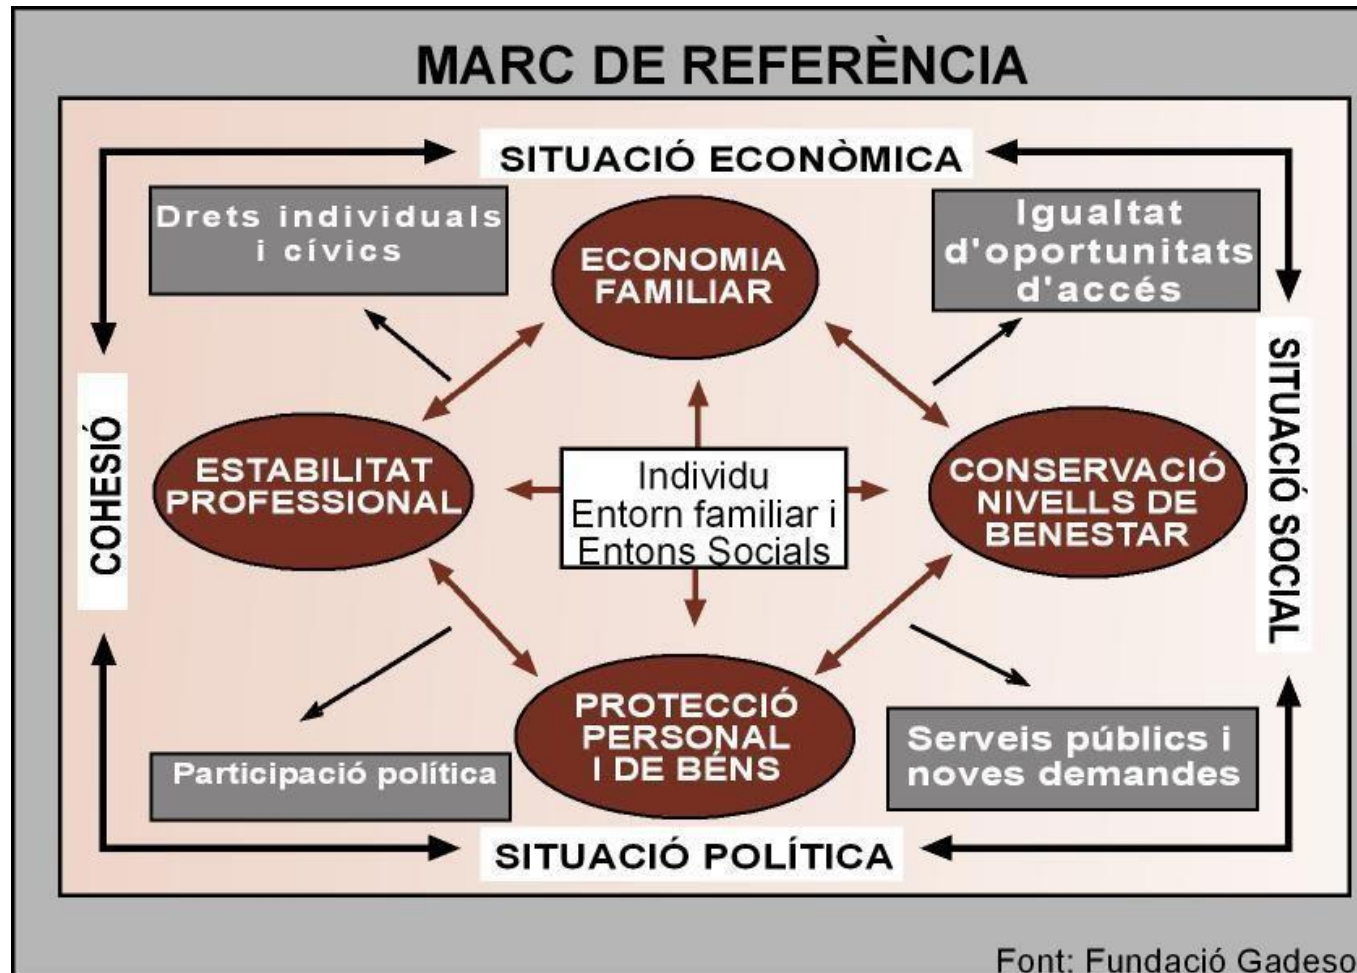 MARC DE REFERÈNCIA
SITUACIÓ ECONÒMICA
Drets individuals
i cívics
ECONOMIA
FAMILIAR
Igualtat
d'oportunitats
d'accés
COHESIÓ
ESTABILITAT
PROFESSIONAL
Individu
Entorn familiar i
Entons Socials
CONSERVACIÓ
NIVELLS DE
BENESTAR
SITUACIÓ SOCIAL
Participació política
PROTECCIÓ
PERSONAL
I DE BÉNS
Serveis públics i
noves demandes
SITUACIÓ POLÍTICA
Font: Fundació Gadeso